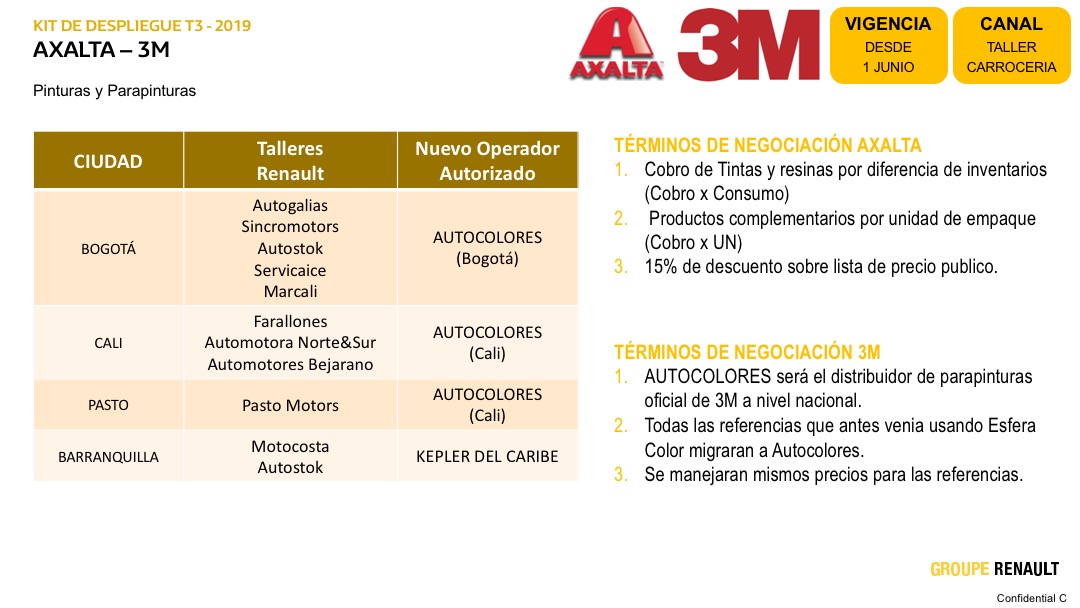 KIT DE DESPLIEGUE T3 - 2019
AXALTA – 3M
Pinturas y Parapinturas
AXALTA
3M
VIGENCIA
DESDE
1 JUNIO
CANAL
TALLER
CARROCERIA
CIUDAD
Talleres
Renault
Nuevo Operador
Autorizado
BOGOTÁ
Autogalias
Sincromotors
Autostok
Servicaice
Marcali
AUTOCOLORES
(Bogotá)
CALI
Farallones
Automotora Norte&Sur
Automotores Bejarano
AUTOCOLORES
(Cali)
PASTO
Pasto Motors
AUTOCOLORES
(Cali)
BARRANQUILLA
Motocosta
Autostok
KEPLER DEL CARIBE
TÉRMINOS DE NEGOCIACIÓN AXALTA
1. Cobro de Tintas y resinas por diferencia de inventarios
(Cobro x Consumo)
2. Productos complementarios por unidad de empaque
(Cobro x UN)
3. 15% de descuento sobre lista de precio publico.
TÉRMINOS DE NEGOCIACIÓN 3M
1. AUTOCOLORES será el distribuidor de parapinturas
oficial de 3M a nivel nacional.
2. Todas las referencias que antes venia usando Esfera
Color migraran a Autocolores.
3. Se manejaran mismos precios para las referencias.
GROUPE RENAULT
Confidential C